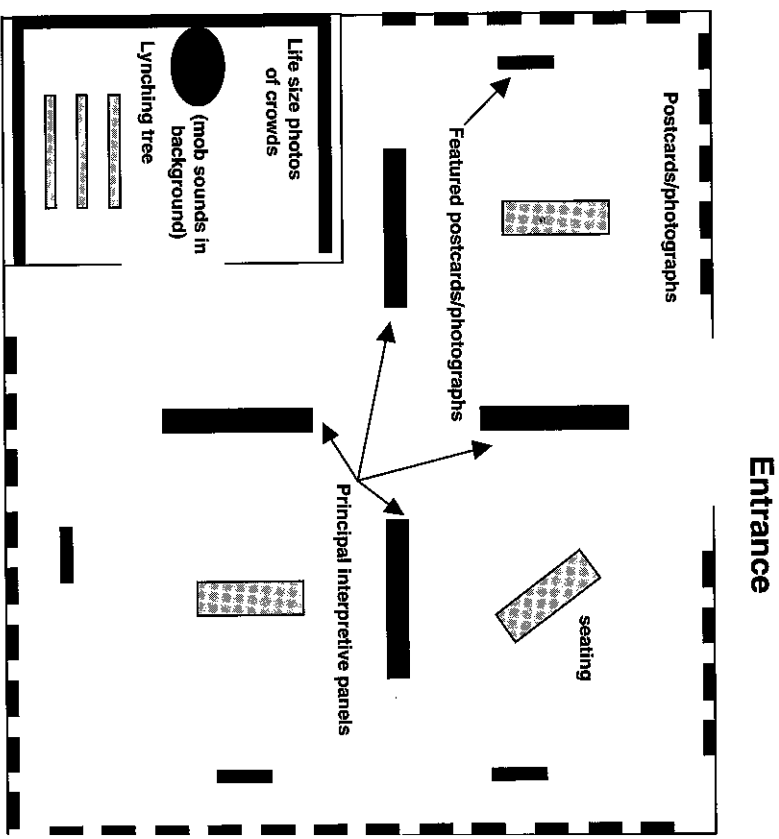 Entrance
Postcards/photographs
seating
Featured postcards/photographs
Principal interpretive panels
Life size photos
of crowds
(mob sounds in
background)
Lynching tree